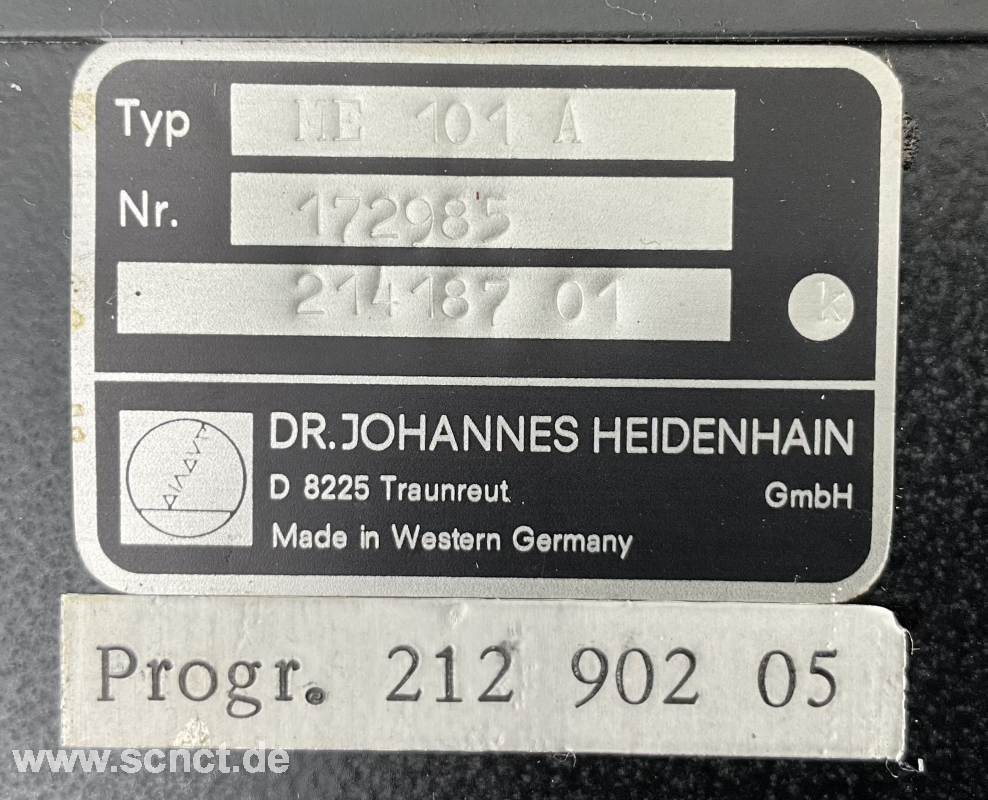 Typ ME 101 A
Nr. 172985
214187 01 k
DR. JOHANNES HEIDENHAIN
D 8225 Traunreut GmbH
Made in Western Germany
Progr. 212 902 05
www.scnct.de